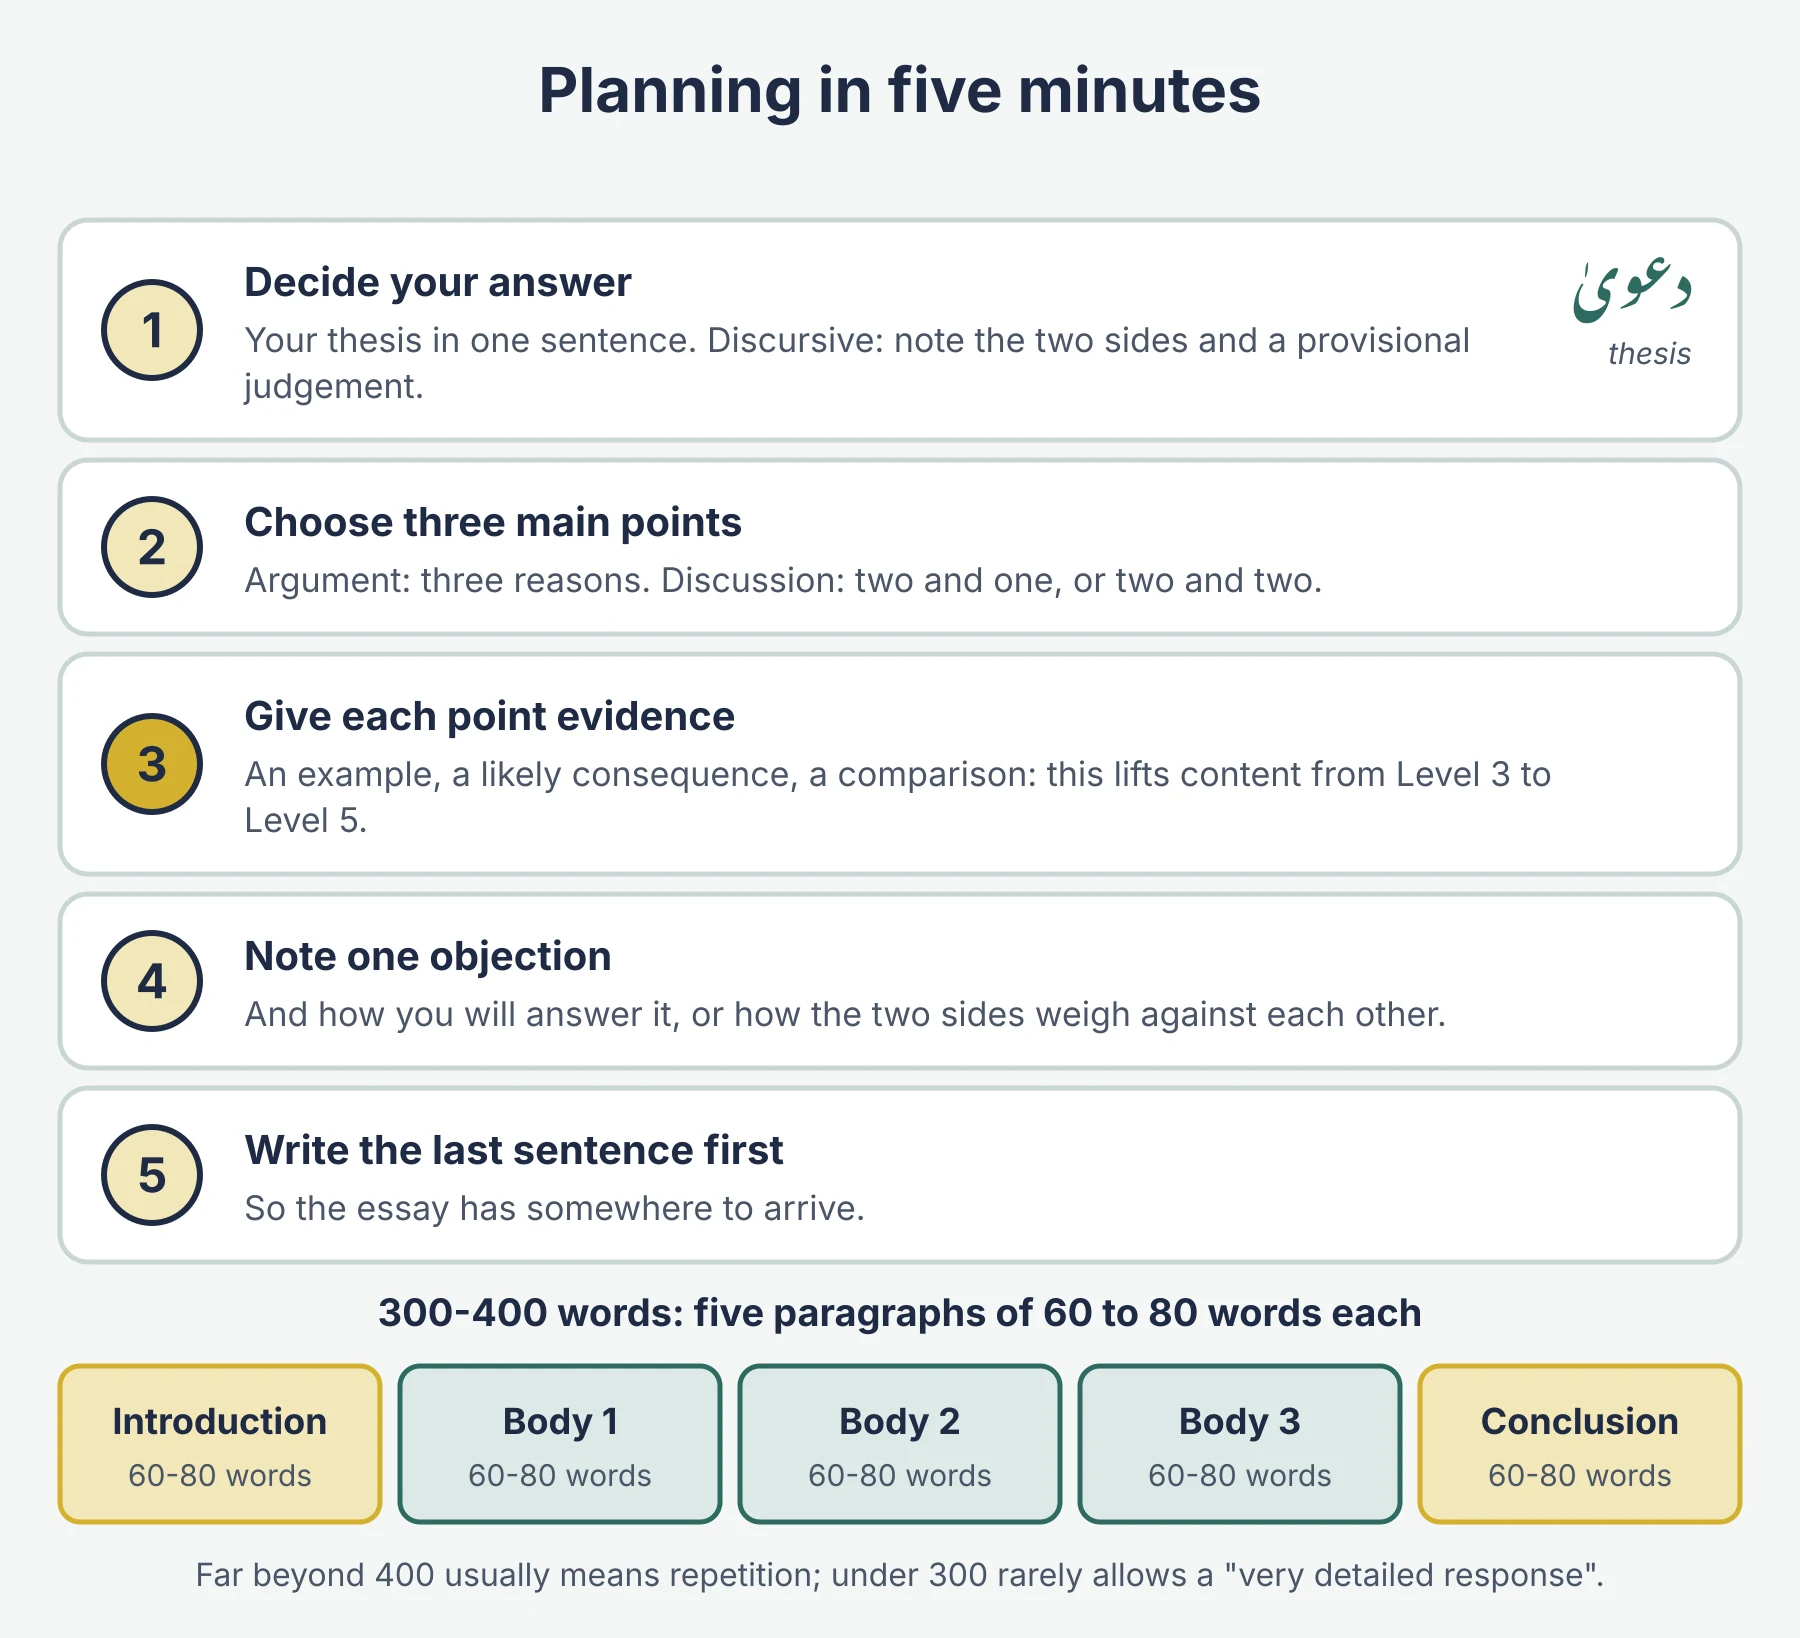 Planning in five minutes
1
Decide your answer
Your thesis in one sentence. Discursive: note the two sides and a provisional
judgement.
دعویٰ
thesis
2
Choose three main points
Argument: three reasons. Discussion: two and one, or two and two.
3
Give each point evidence
An example, a likely consequence, a comparison: this lifts content from Level 3 to
Level 5.
4
Note one objection
And how you will answer it, or how the two sides weigh against each other.
5
Write the last sentence first
So the essay has somewhere to arrive.
300-400 words: five paragraphs of 60 to 80 words each
Introduction
60-80 words
Body 1
60-80 words
Body 2
60-80 words
Body 3
60-80 words
Conclusion
60-80 words
Far beyond 400 usually means repetition; under 300 rarely allows a "very detailed response".